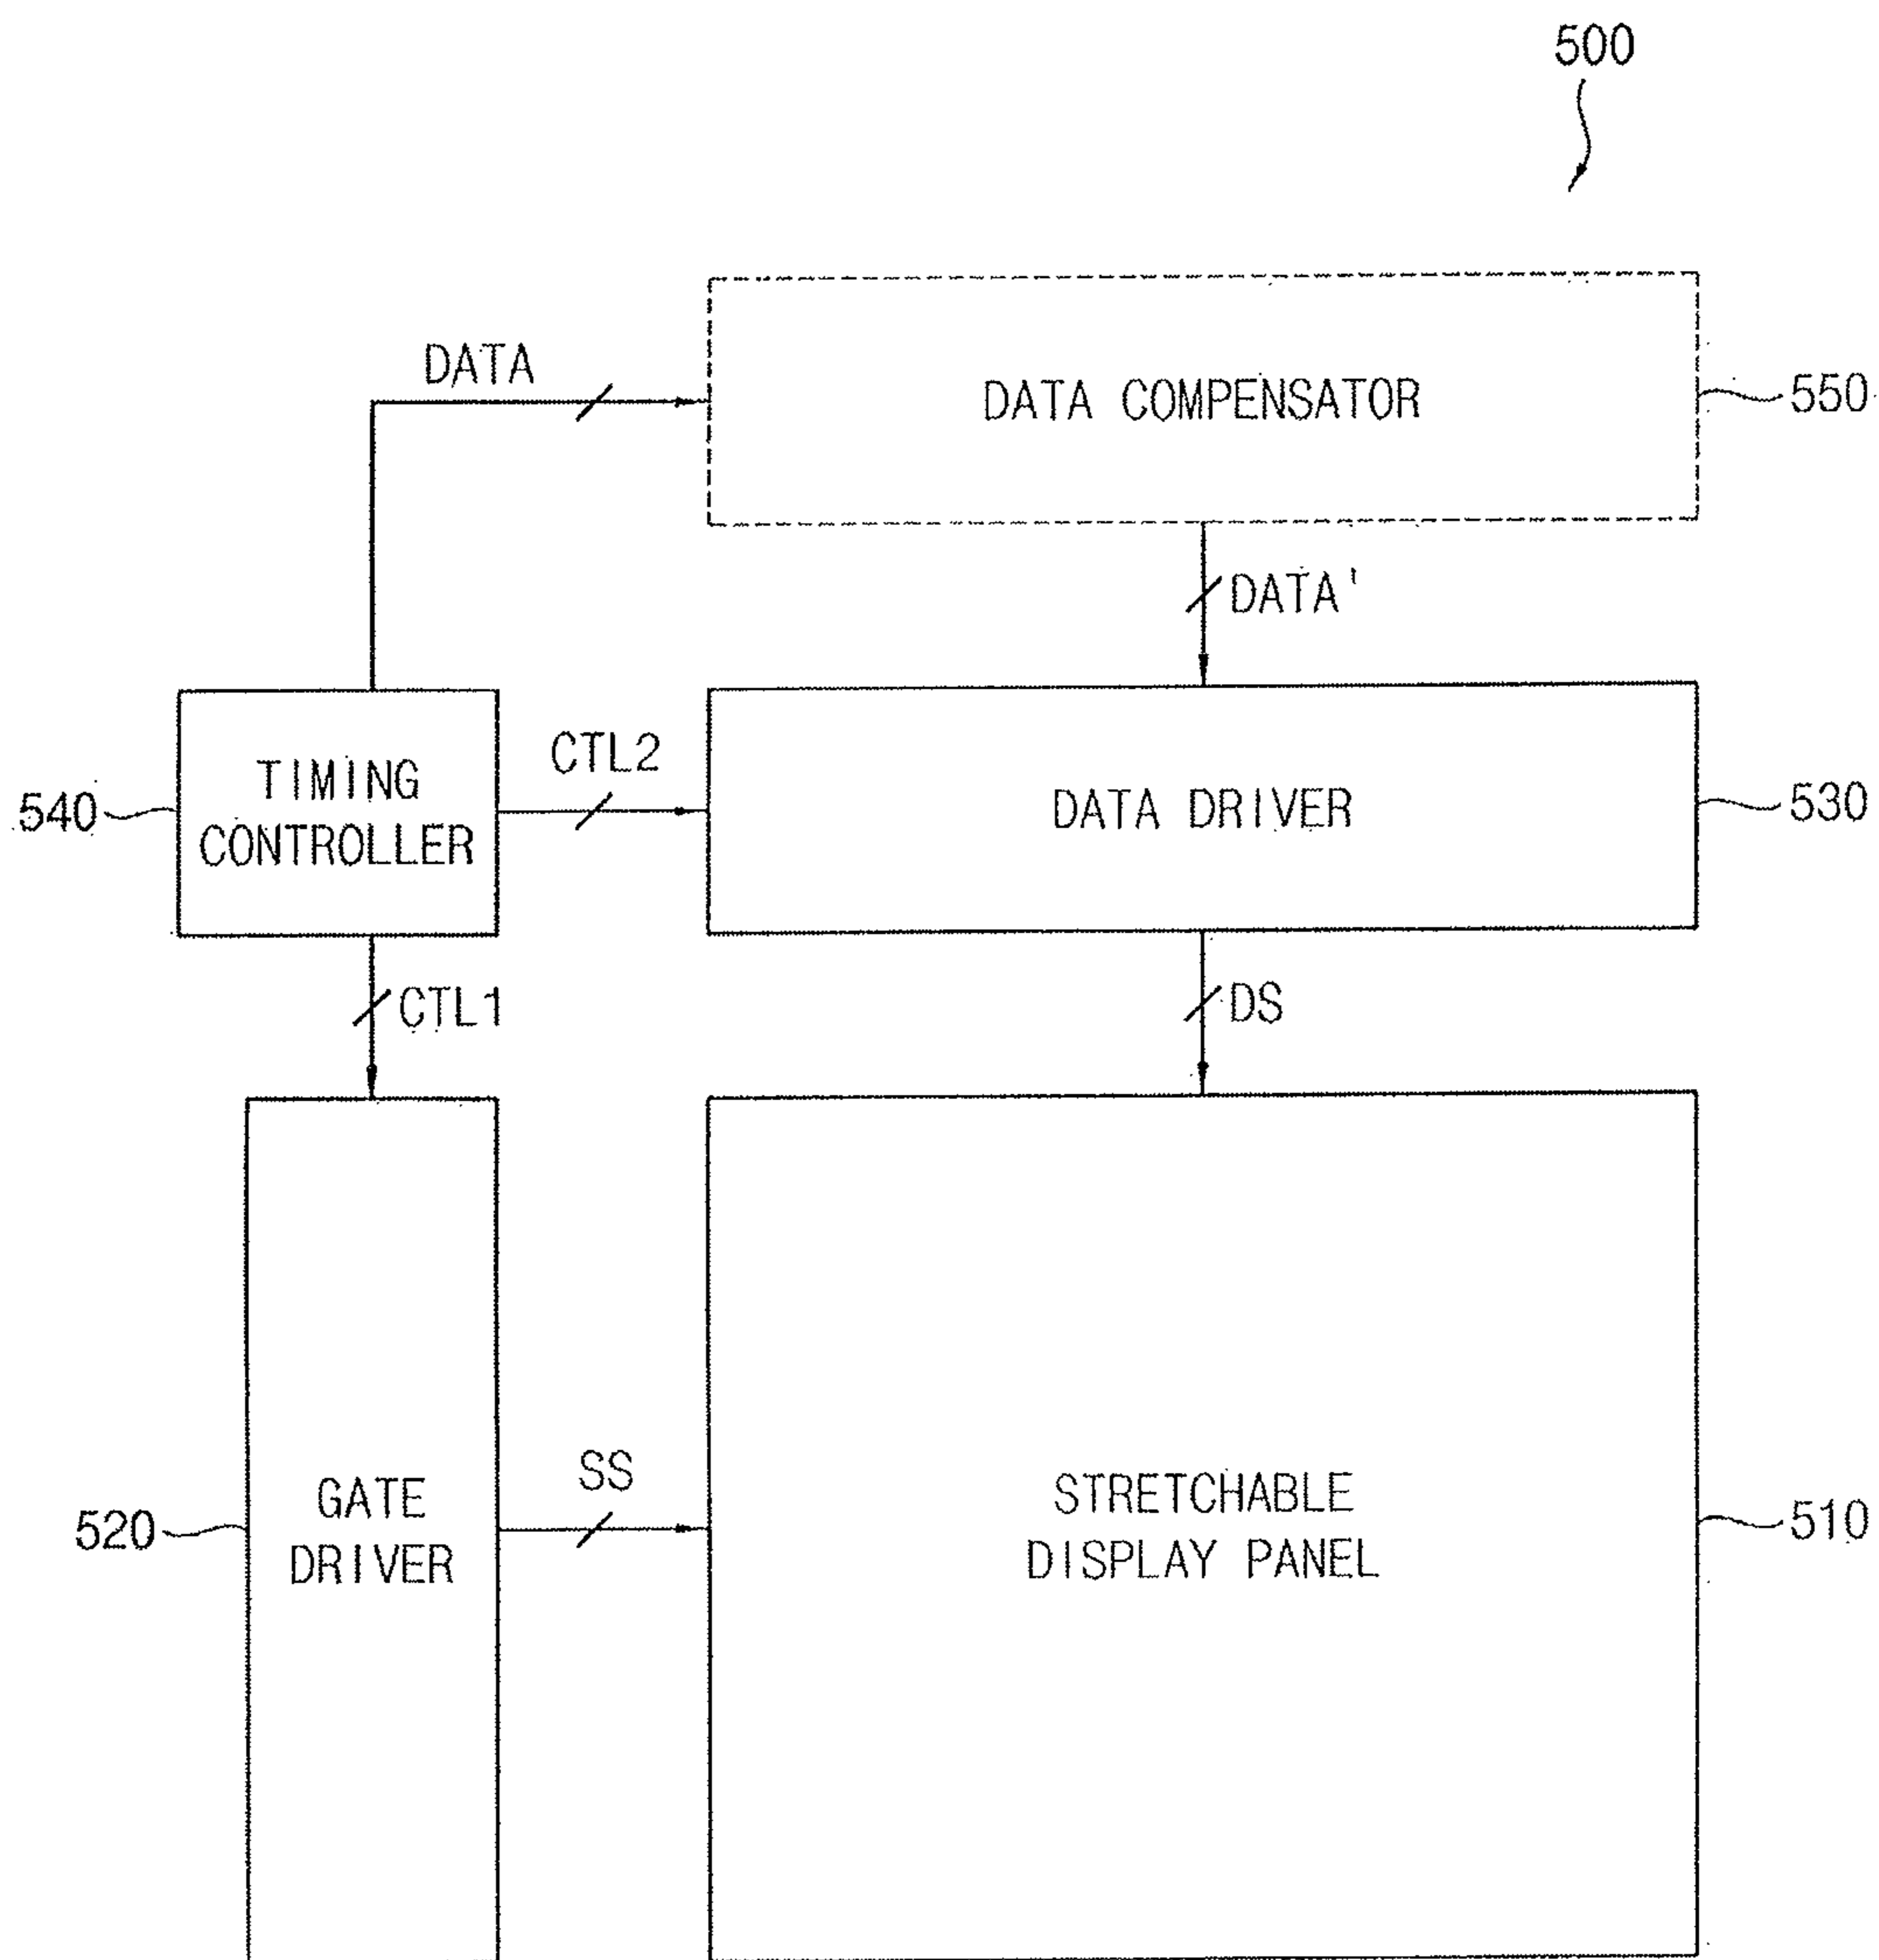 500
DATA
DATA COMPENSATOR
550
DATA'
TIMING
CONTROLLER
540
CTL2
DATA DRIVER
530
CTL1
DS
GATE
DRIVER
520
SS
STRETCHABLE
DISPLAY PANEL
510